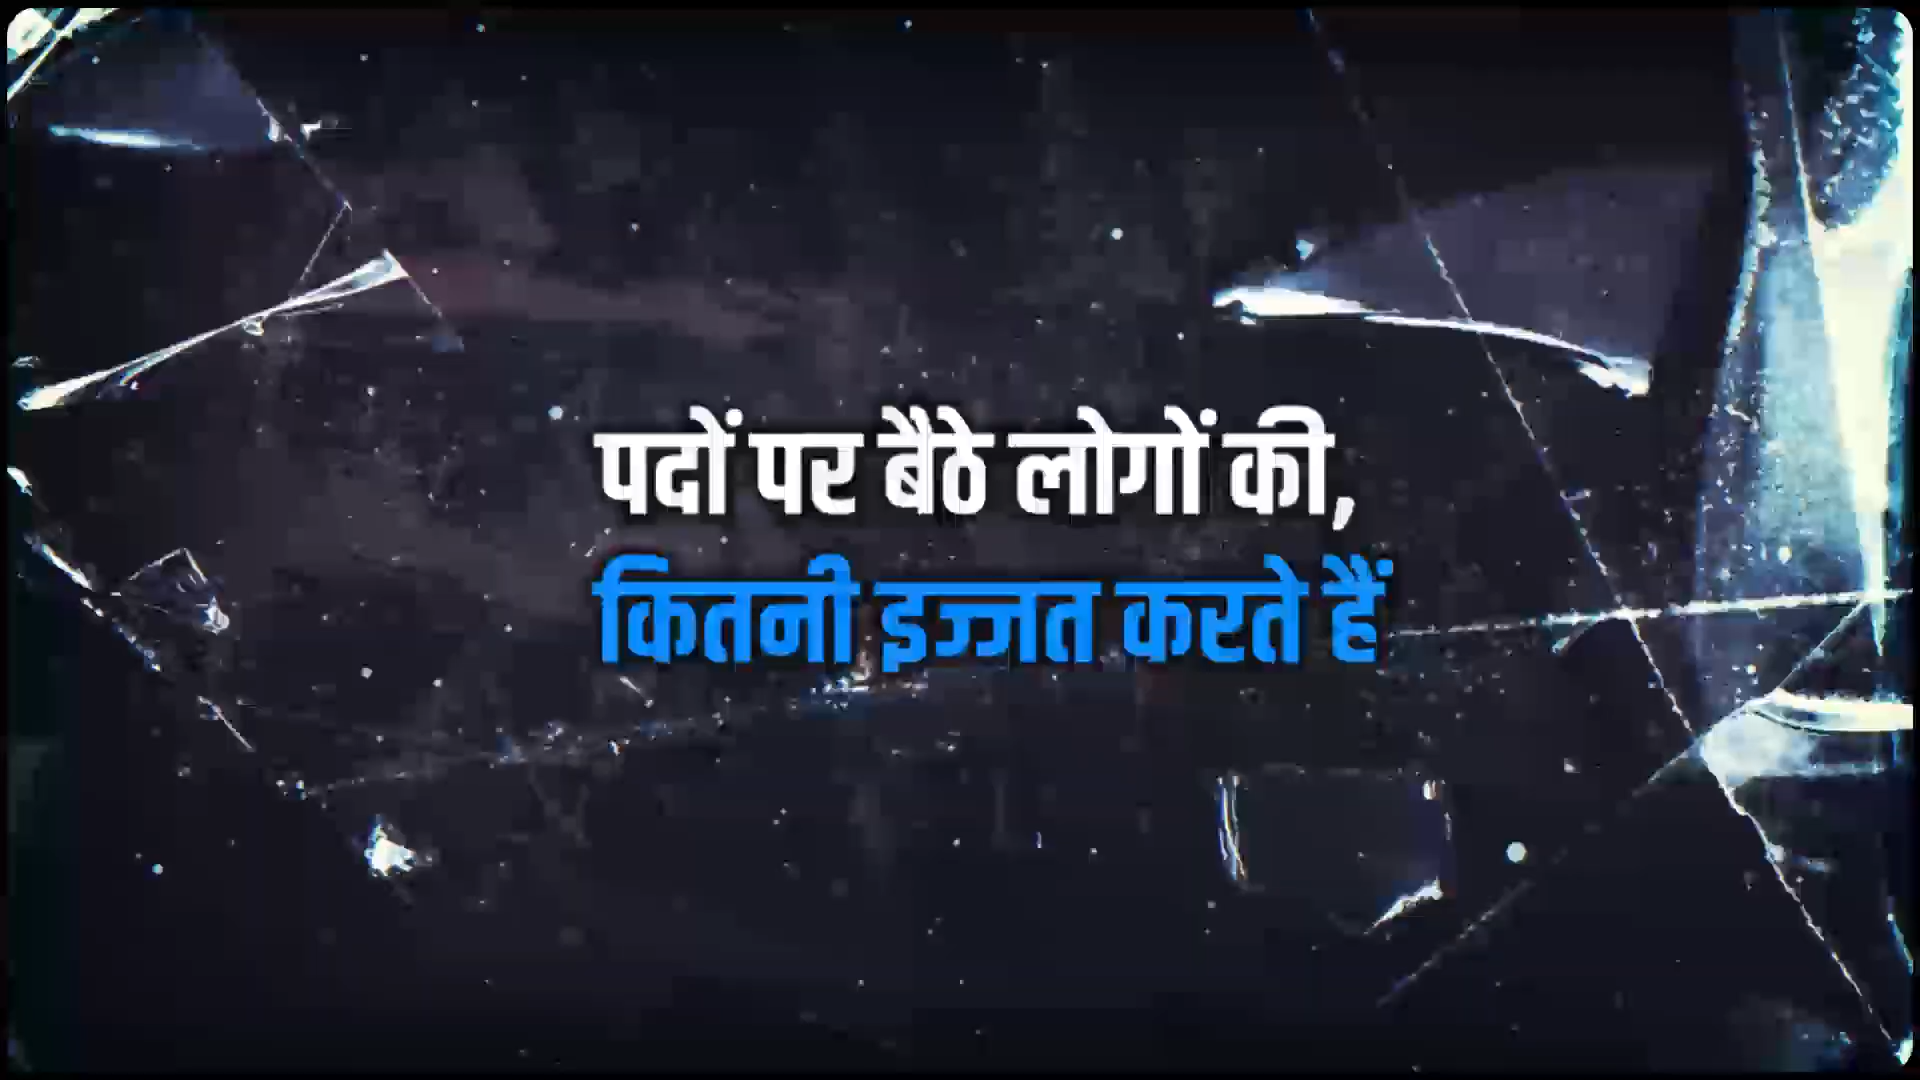 पदों पर बैठे लोगों की,
कितनी इज्जत करते हैं